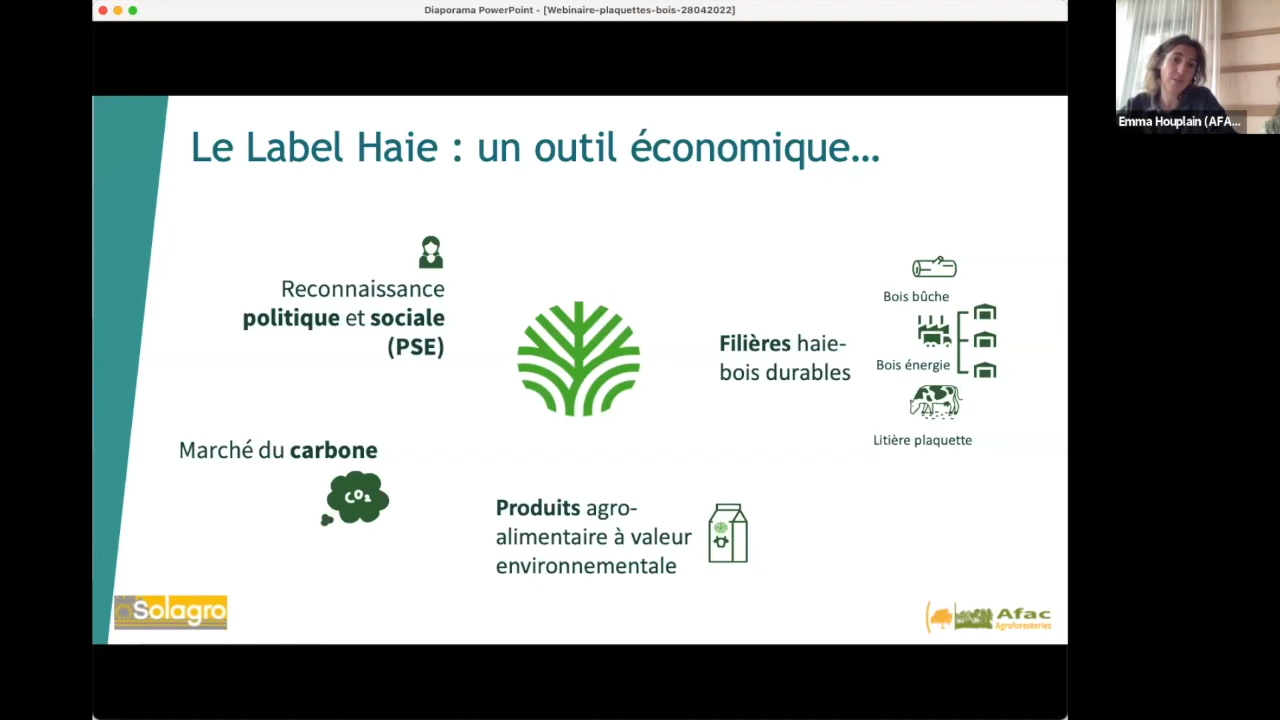 Diaporama PowerPoint - [Webinaire-plaquettes-bois-28042022]
Emma Houplain (AFA...
Le Label Haie : un outil économique...
Reconnaissance
politique et sociale
(PSE)
Filières haie-
bois durables
Bois bûche
Bois énergie
Litière plaquette
Marché du carbone
CO₂
Produits agro-
alimentaire à valeur
environnementale
Solagro
Afac
Agroforesteries